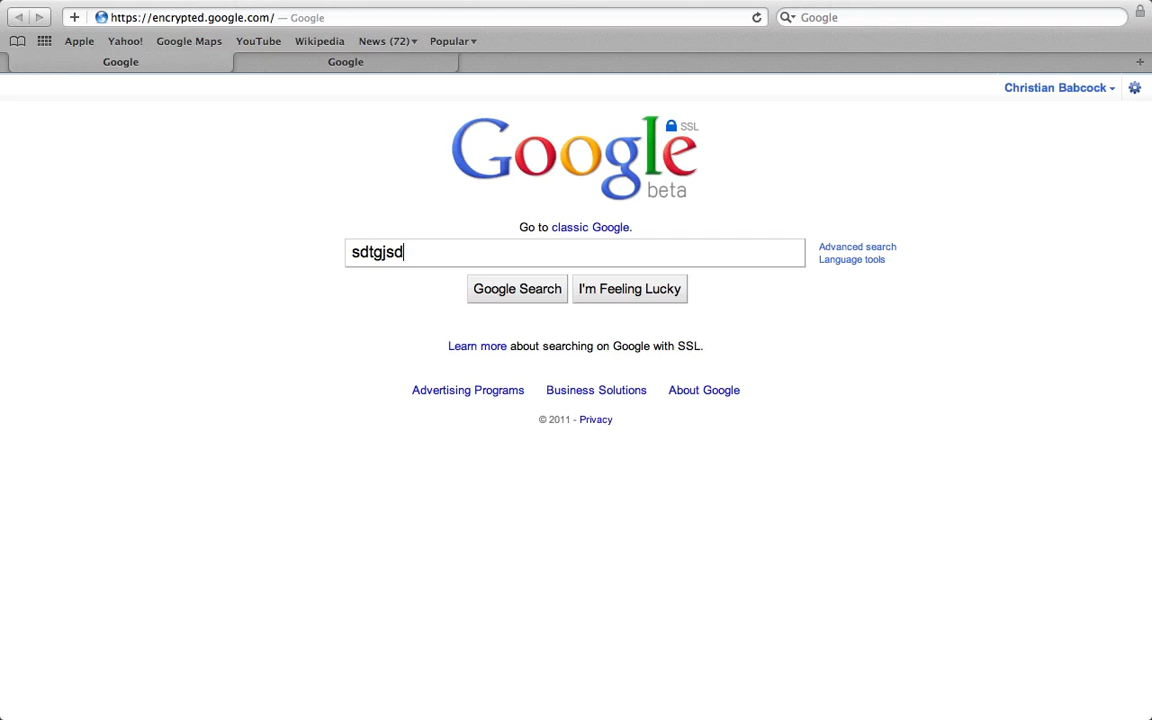 https://encrypted.google.com/ — Google
Google
Apple Yahoo! Google Maps YouTube Wikipedia News (72)▾ Popular▾
Google Google
Christian Babcock
Google SSL
beta
Go to classic Google.
sdtgjsd
Advanced search
Language tools
Google Search I'm Feeling Lucky
Learn more about searching on Google with SSL.
Advertising Programs Business Solutions About Google
© 2011 - Privacy